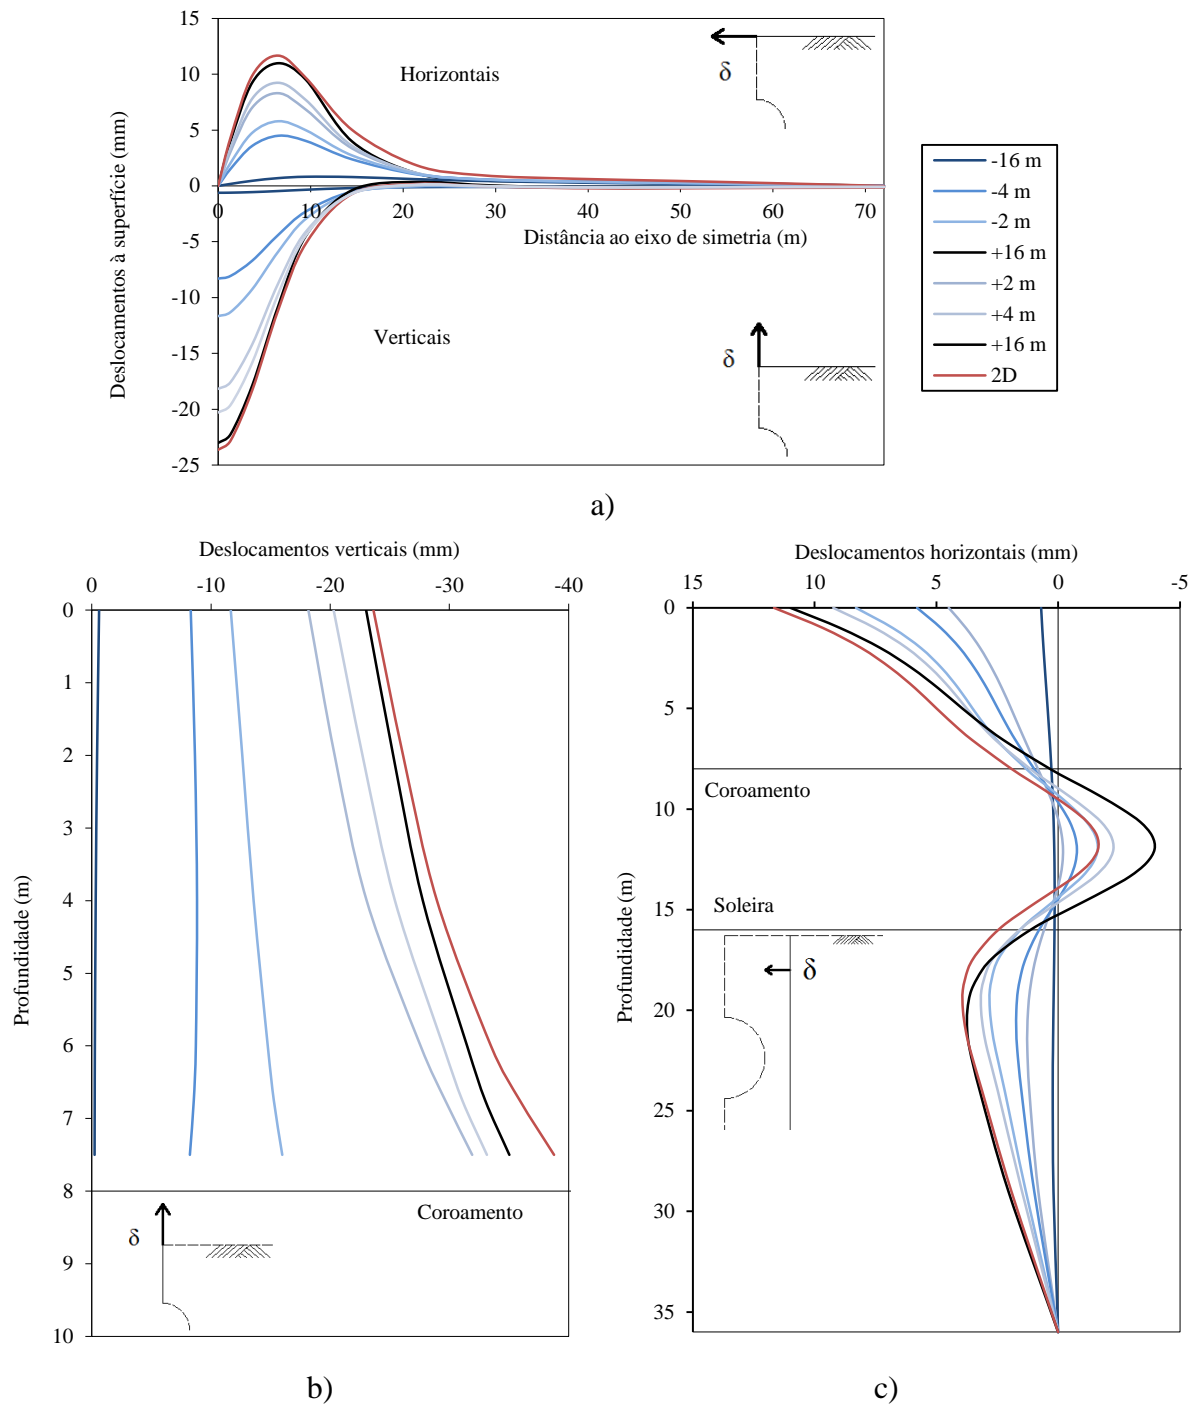 Deslocamentos à superfície (mm)
15
10
5
0
-5
-10
-15
-20
-25
0
10
20
30
40
50
60
70
Distância ao eixo de simetria (m)
Horizontais
δ
Verticais
δ
-16 m
-4 m
-2 m
+16 m
+2 m
+4 m
+16 m
2D
a)
Deslocamentos verticais (mm)
0
-10
-20
-30
-40
Profundidade (m)
0
1
2
3
4
5
6
7
8
9
10
Coroamento
δ
b)
Deslocamentos horizontais (mm)
15
10
5
0
-5
Profundidade (m)
0
5
10
15
20
25
30
35
Coroamento
Soleira
δ
c)